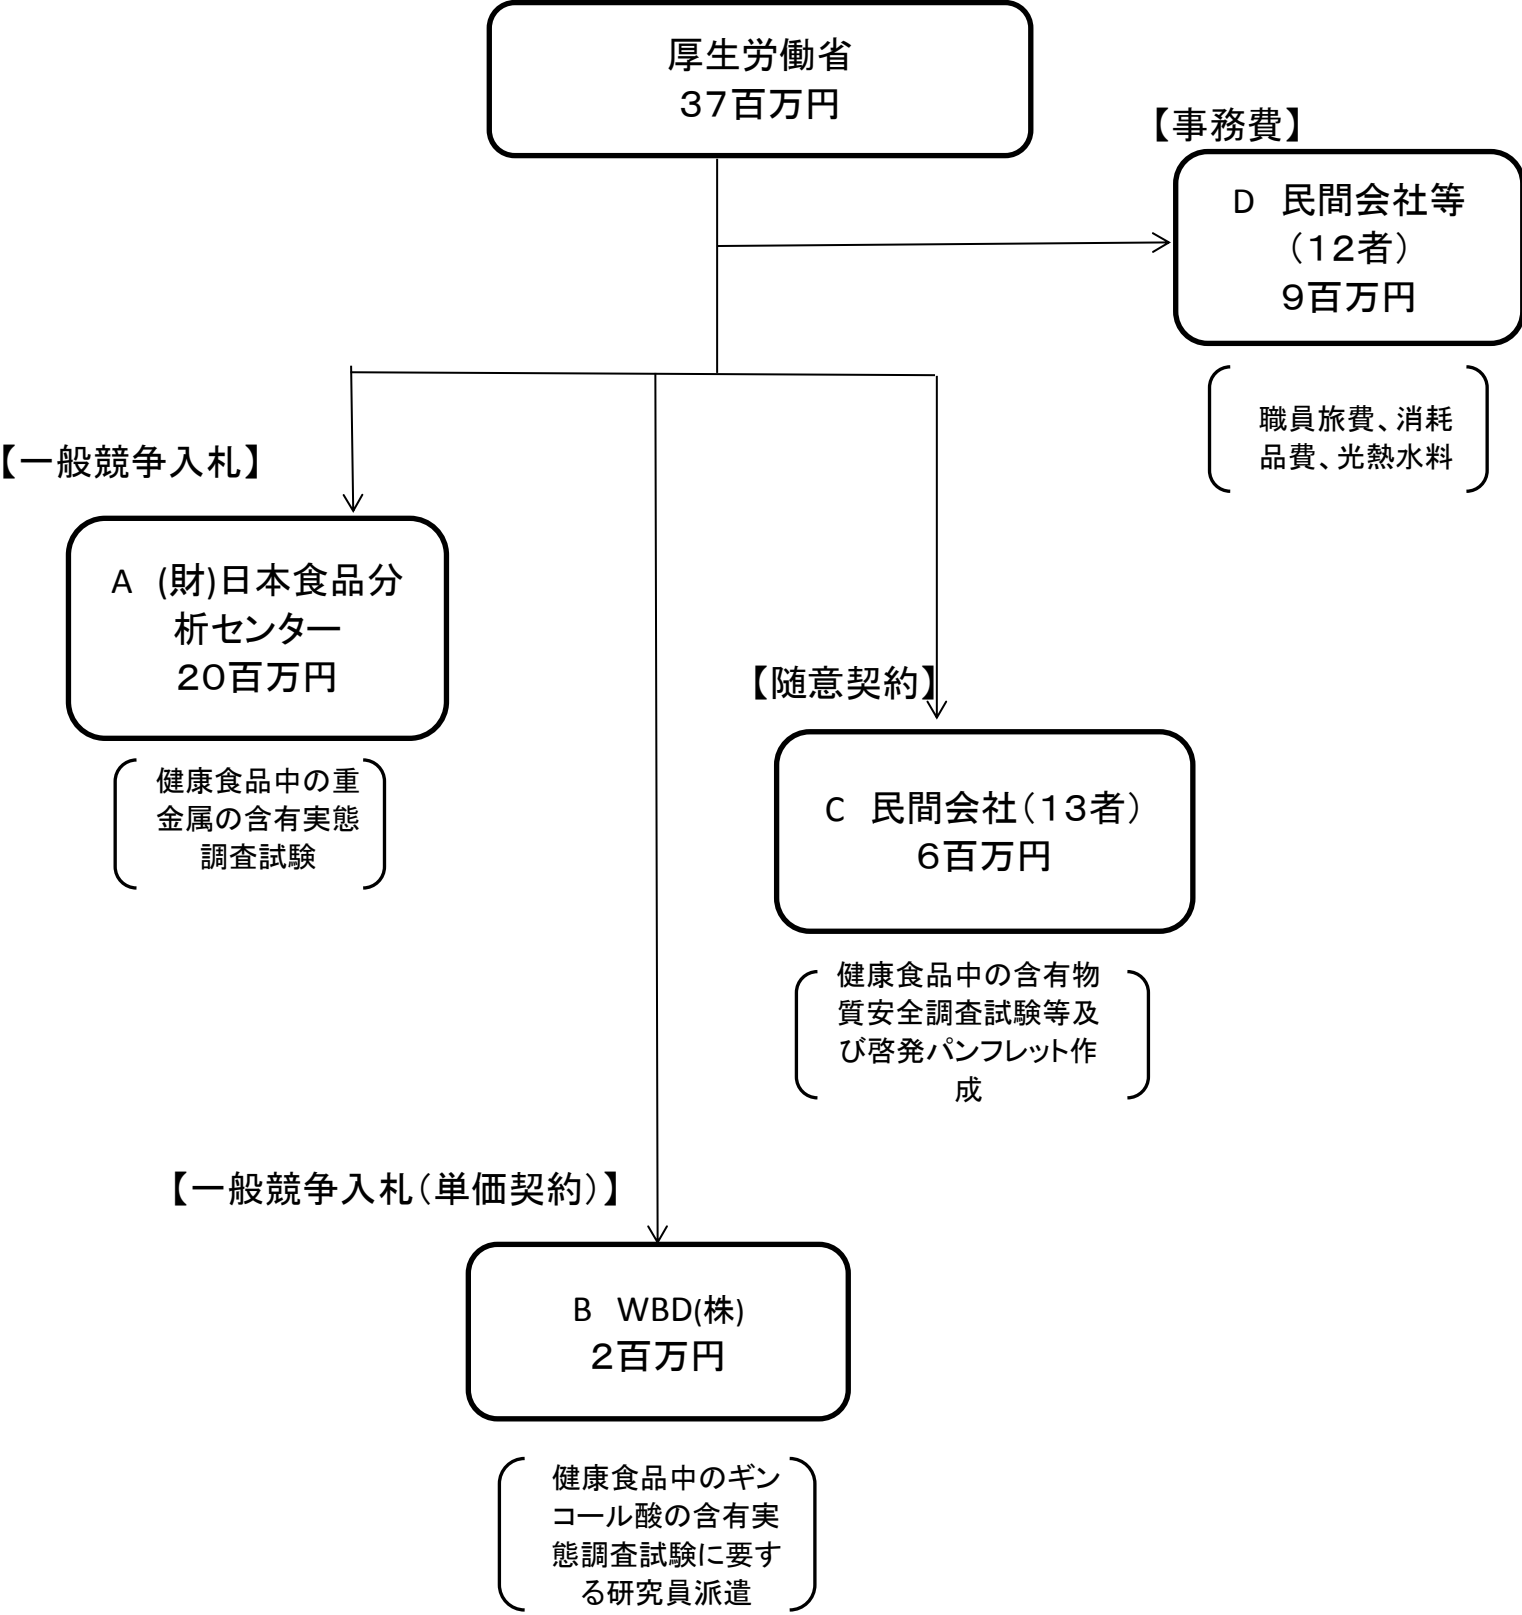 厚生労働省
37百万円
【事務費】
D　民間会社等
（１２者）
９百万円
職員旅費、消耗
品費、光熱水料
【一般競争入札】
A　(財)日本食品分
析センター
２０百万円
健康食品中の重
金属の含有実態
調査試験
【随意契約】
C　民間会社（１３者）
６百万円
健康食品中の含有物
質安全調査試験等及
び啓発パンフレット作
成
【一般競争入札（単価契約）】
B　WBD(株)
２百万円
健康食品中のギン
コール酸の含有実
態調査試験に要す
る研究員派遣